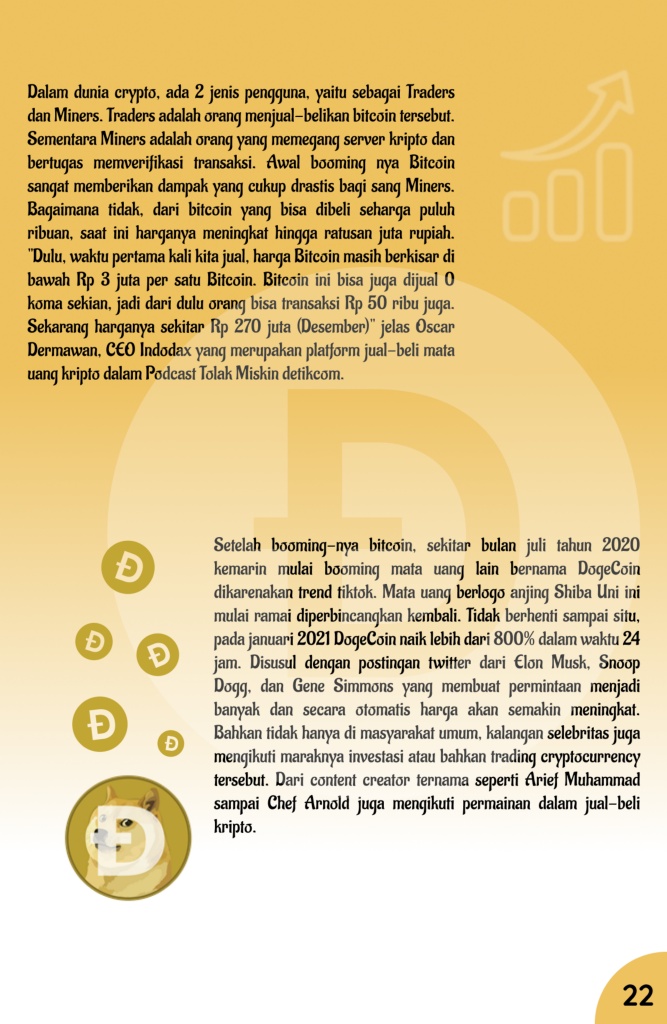 Dalam dunia crypto, ada 2 jenis pengguna, yaitu sebagai Traders
dan Miners. Traders adalah orang menjual-belikan bitcoin tersebut.
Sementara Miners adalah orang yang memegang server kripto dan
bertugas memverifikasi transaksi. Awal booming nya Bitcoin
sangat memberikan dampak yang cukup drastis bagi sang Miners.
Bagaimana tidak, dari bitcoin yang bisa dibeli seharga puluh
ribuan, saat ini harganya meningkat hingga ratusan juta rupiah.
"Dulu, waktu pertama kali kita jual, harga Bitcoin masih berkisar di
bawah Rp 3 juta per satu Bitcoin. Bitcoin ini bisa juga dijual 0
koma sekian, jadi dari dulu orang bisa transaksi Rp 50 ribu juga.
Sekarang harganya sekitar Rp 270 juta (Desember)" jelas Oscar
Dermawan, CEO Indodax yang merupakan platform jual-beli mata
uang kripto dalam Podcast Tolak Miskin detikcom.
Setelah booming-nya bitcoin, sekitar bulan juli tahun 2020
kemarin mulai booming mata uang lain bernama DogeCoin
dikarenakan trend tiktok. Mata uang berlogo anjing Shiba Uni ini
mulai ramai diperbincangkan kembali. Tidak berhenti sampai situ,
pada januari 2021 DogeCoin naik lebih dari 800% dalam waktu 24
jam. Disusul dengan postingan twitter dari Elon Musk, Snoop
Dogg, dan Gene Simmons yang membuat permintaan menjadi
banyak dan secara otomatis harga akan semakin meningkat.
Bahkan tidak hanya di masyarakat umum, kalangan selebritas juga
mengikuti maraknya investasi atau bahkan trading cryptocurrency
tersebut. Dari content creator ternama seperti Arief Muhammad
sampai Chef Arnold juga mengikuti permainan dalam jual-beli
kripto.
22